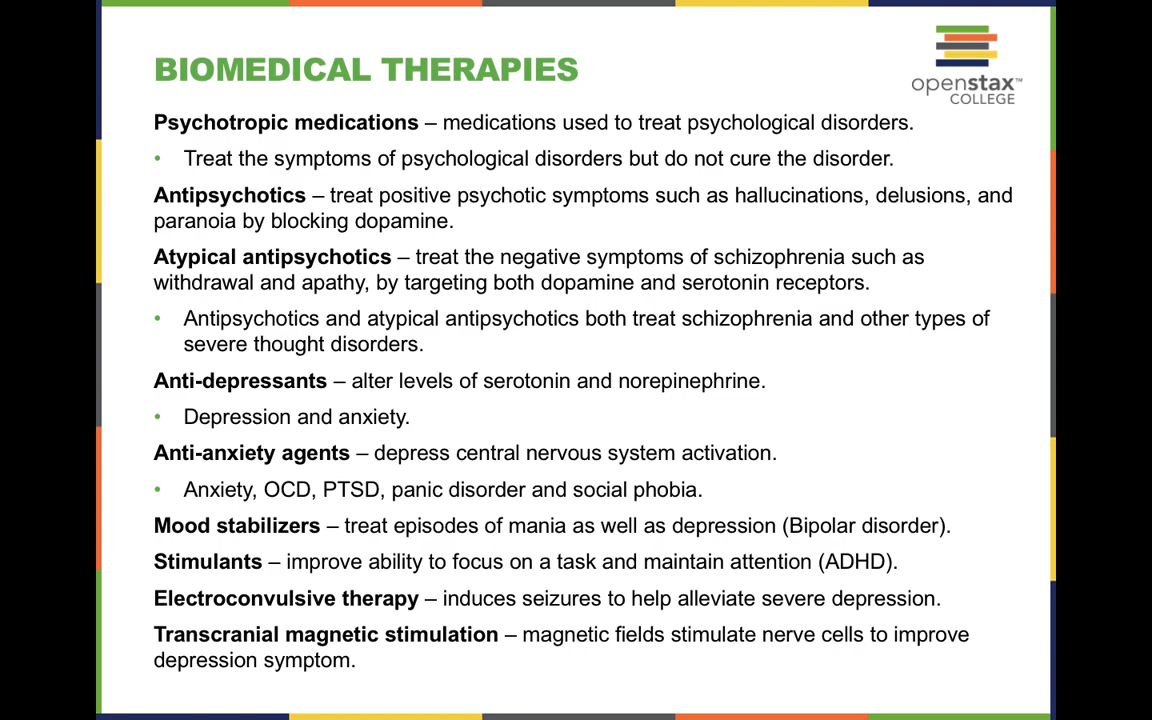 BIOMEDICAL THERAPIES
openstax™
COLLEGE
Psychotropic medications – medications used to treat psychological disorders.
• Treat the symptoms of psychological disorders but do not cure the disorder.
Antipsychotics – treat positive psychotic symptoms such as hallucinations, delusions, and
paranoia by blocking dopamine.
Atypical antipsychotics – treat the negative symptoms of schizophrenia such as
withdrawal and apathy, by targeting both dopamine and serotonin receptors.
• Antipsychotics and atypical antipsychotics both treat schizophrenia and other types of
severe thought disorders.
Anti-depressants – alter levels of serotonin and norepinephrine.
• Depression and anxiety.
Anti-anxiety agents – depress central nervous system activation.
• Anxiety, OCD, PTSD, panic disorder and social phobia.
Mood stabilizers – treat episodes of mania as well as depression (Bipolar disorder).
Stimulants – improve ability to focus on a task and maintain attention (ADHD).
Electroconvulsive therapy – induces seizures to help alleviate severe depression.
Transcranial magnetic stimulation – magnetic fields stimulate nerve cells to improve
depression symptom.